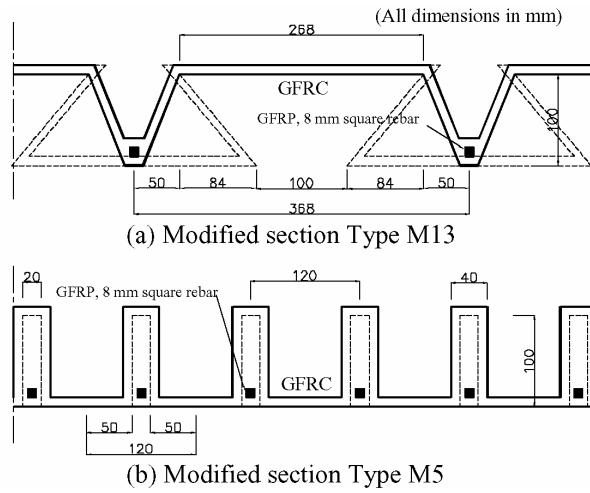 (All dimensions in mm)
268
GFRC
GFRP, 8 mm square rebar
100
50 84 100 84 50
368
(a) Modified section Type M13
20 120 40
GFRP, 8 mm square rebar
100
GFRC
50 50
120
(b) Modified section Type M5